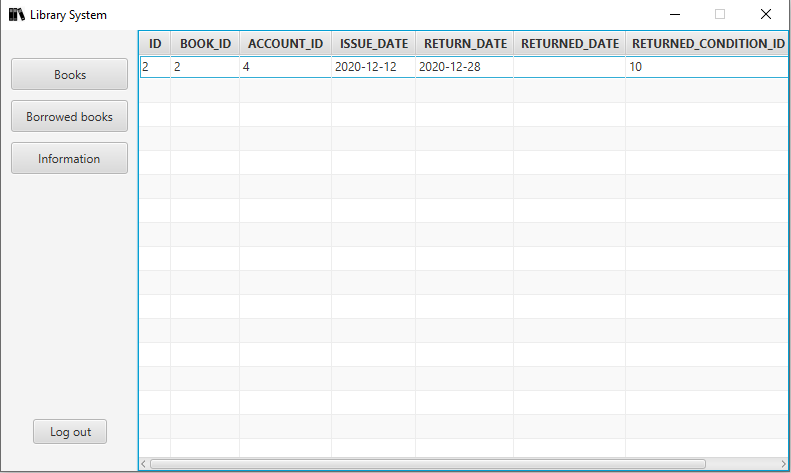 Library System
Books
Borrowed books
Information
Log out
ID BOOK_ID ACCOUNT_ID ISSUE_DATE RETURN_DATE RETURNED_DATE RETURNED_CONDITION_ID
2 2 4 2020-12-12 2020-12-28 10